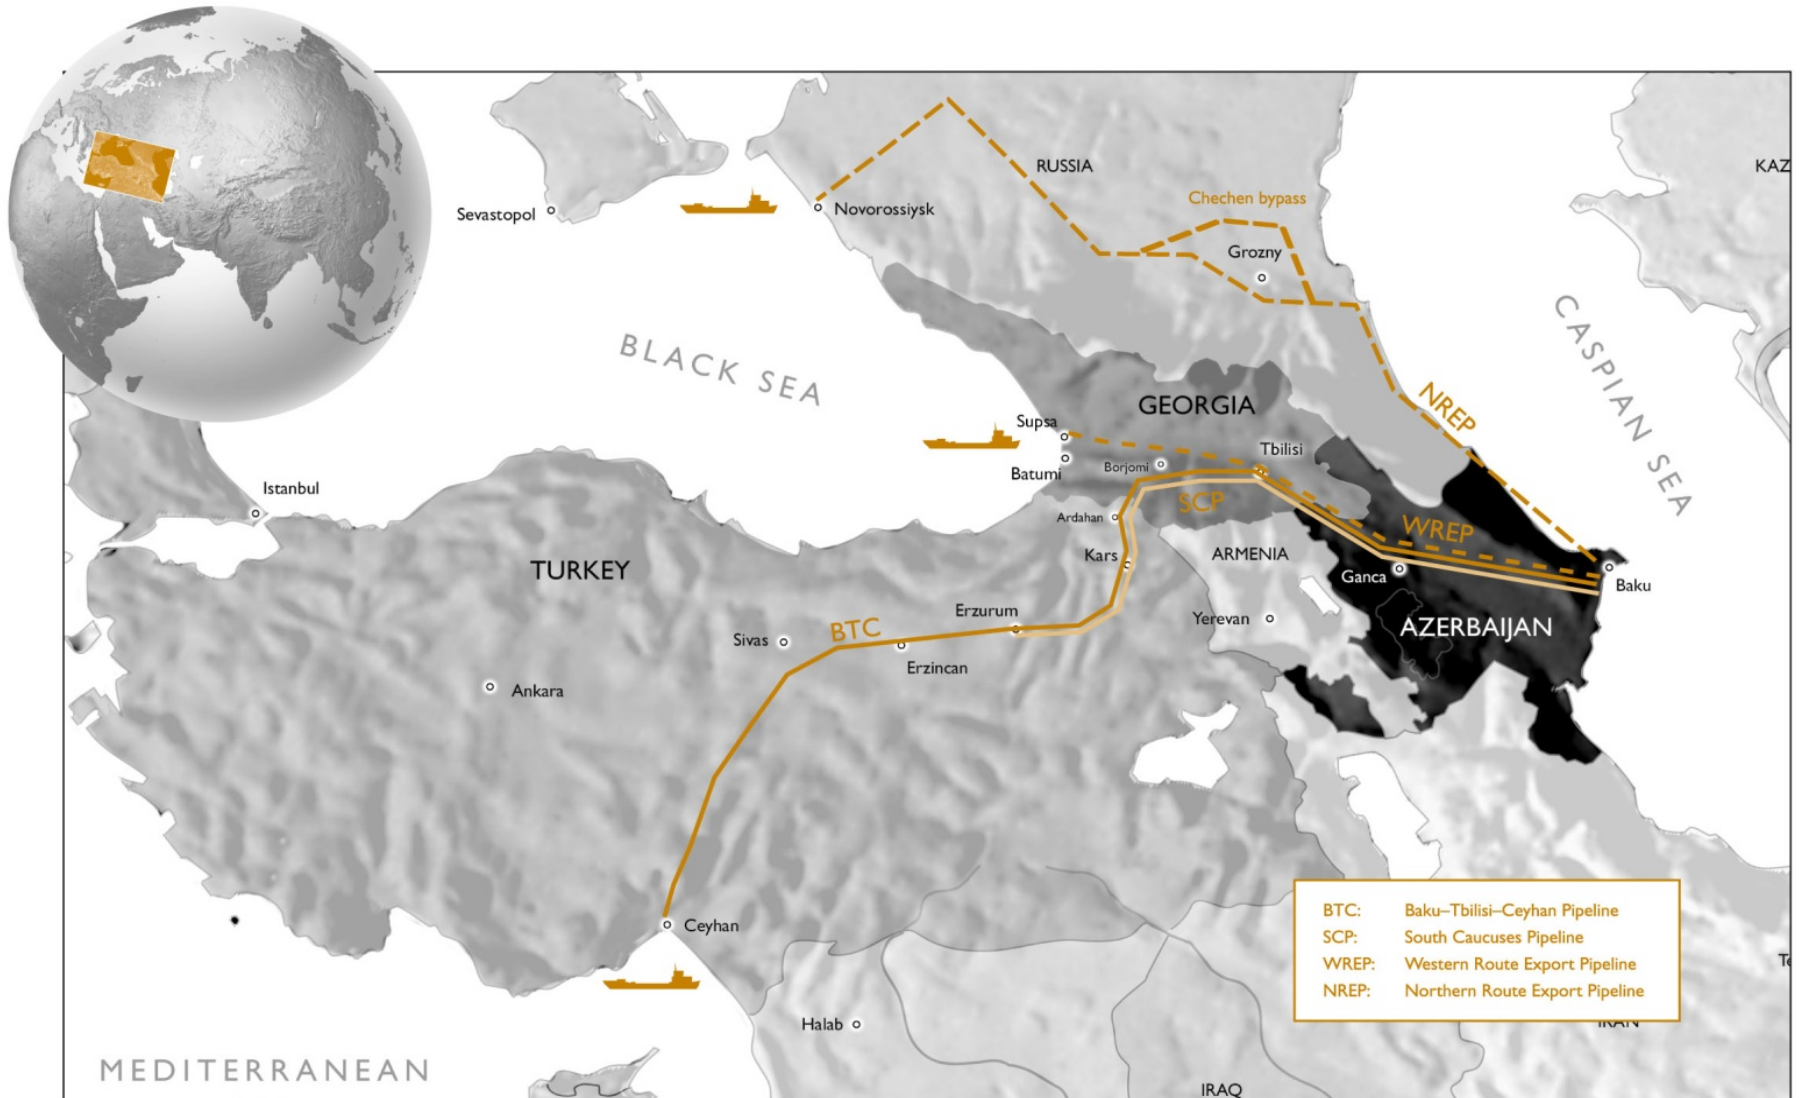 RUSSIA
KAZ
Chechen bypass
Sevastopol
Novorossiysk
Grozny
BLACK SEA
CASPIAN SEA
NREP
GEORGIA
Supsa
Tbilisi
Batumi
Borjomi
Istanbul
SCP
Ardahan
WREP
TURKEY
Kars
ARMENIA
Ganca
Baku
Erzurum
Yerevan
AZERBAIJAN
BTC
Sivas
Erzincan
Ankara
Ceyhan
BTC: Baku–Tbilisi–Ceyhan Pipeline
SCP: South Caucuses Pipeline
WREP: Western Route Export Pipeline
NREP: Northern Route Export Pipeline
Te
Halab
IRAN
MEDITERRANEAN
IRAQ